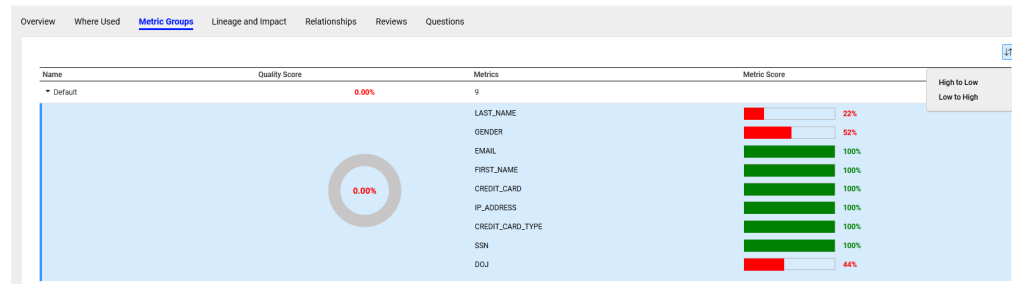 Overview Where Used Metric Groups Lineage and Impact Relationships Reviews Questions
Name Quality Score Metrics Metric Score
High to Low
Low to High
Default 0.00% 9
LAST_NAME 22%
GENDER 52%
EMAIL 100%
FIRST_NAME 100%
CREDIT_CARD 100%
0.00%
IP_ADDRESS 100%
CREDIT_CARD_TYPE 100%
SSN 100%
DOJ 44%